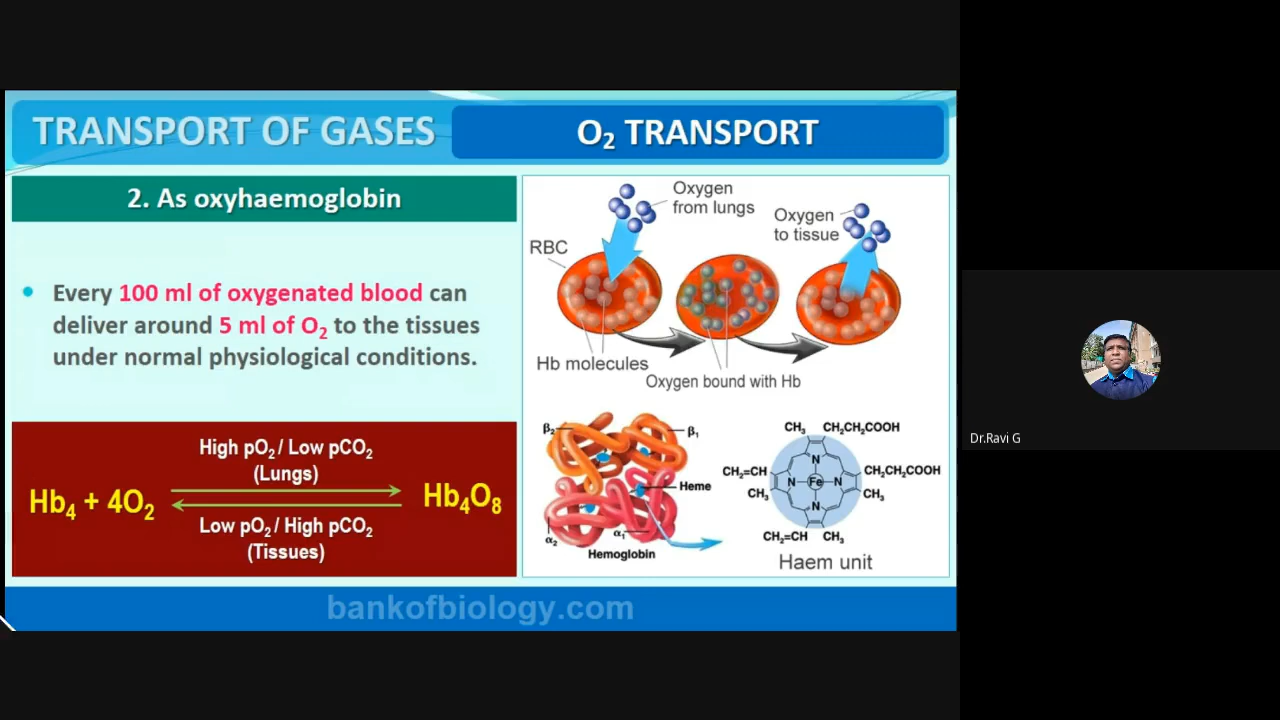 TRANSPORT OF GASES
O₂ TRANSPORT
2. As oxyhaemoglobin
Every 100 ml of oxygenated blood can
deliver around 5 ml of O₂ to the tissues
under normal physiological conditions.
High pO₂ / Low pCO₂
(Lungs)
Hb₄ + 4O₂
Hb₄O₈
Low pO₂ / High pCO₂
(Tissues)
Oxygen
from lungs
Oxygen
to tissue
RBC
Hb molecules
Oxygen bound with Hb
β₂
β₁
Heme
α₂
α₁
Hemoglobin
CH₃
CH₂CH₂COOH
CH₂=CH
CH₂CH₂COOH
N
N
Fe
N
CH₃
CH₃
N
CH₂=CH
CH₃
Haem unit
bankofbiology.com
Dr.Ravi G